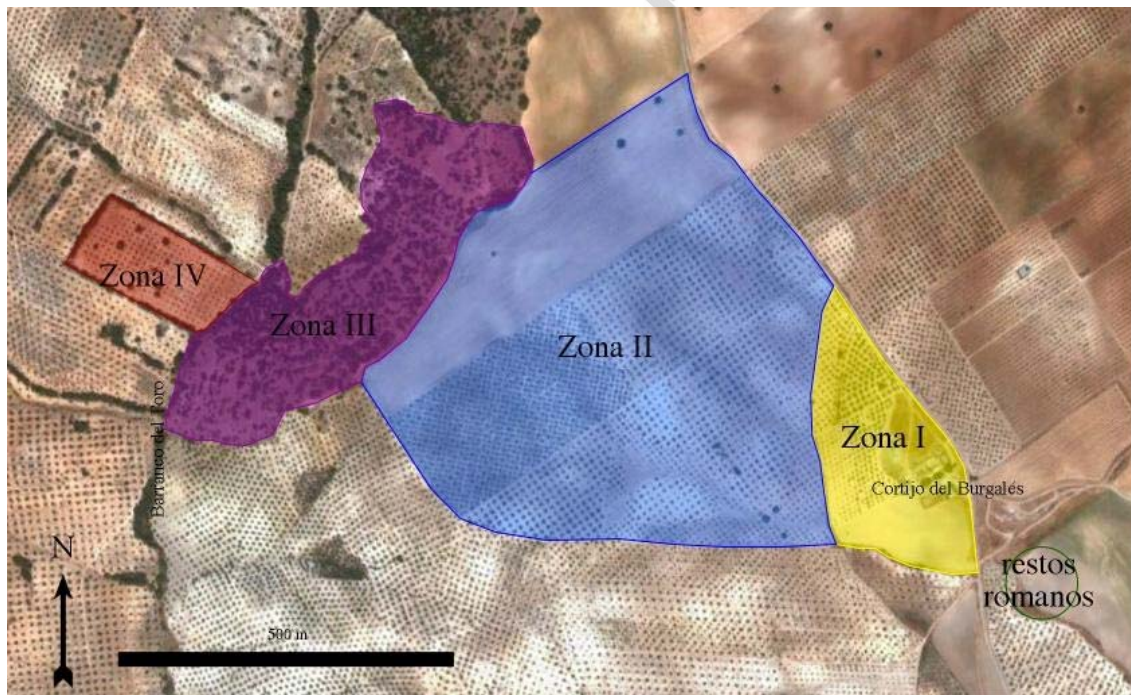 Zona IV
Zona III
Zona II
Zona I
Cortijo del Burgalés
Barranco del Toro
N
500 m
restos
romanos